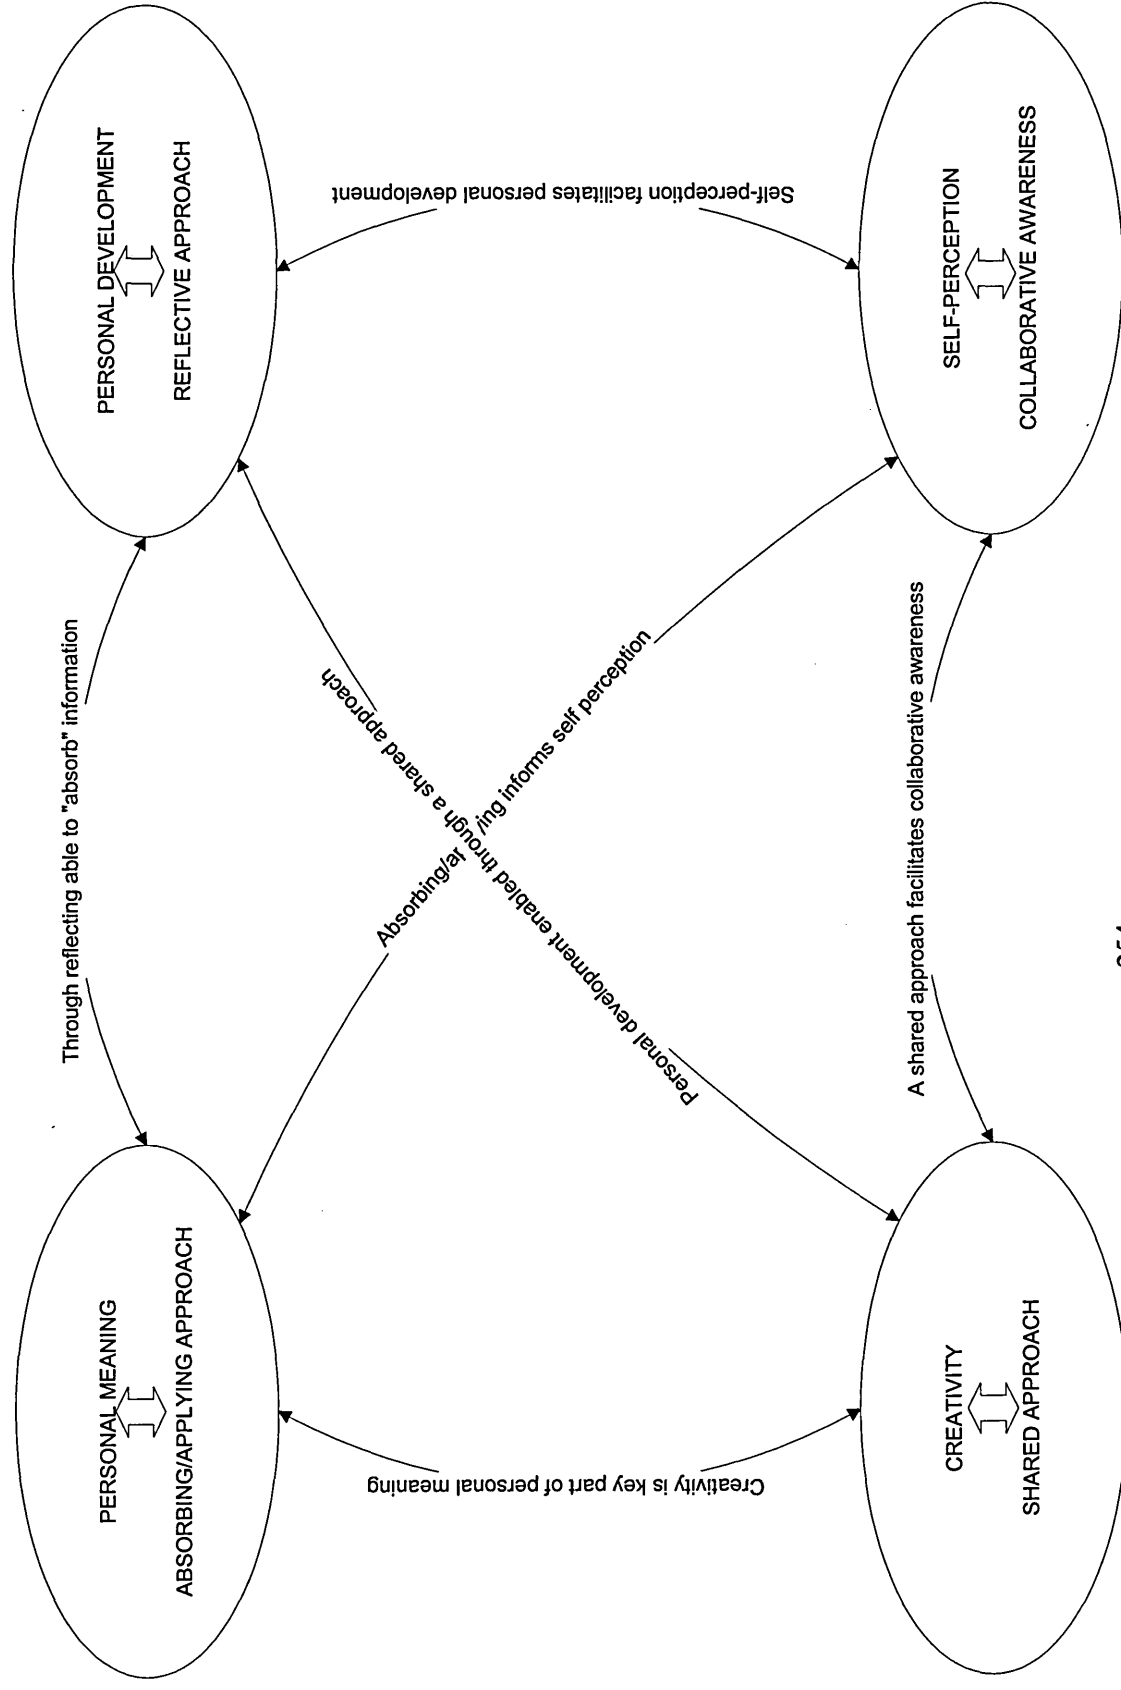 PERSONAL MEANING
ABSORBING/APPLYING APPROACH
Through reflecting able to "absorb" information
PERSONAL DEVELOPMENT
REFLECTIVE APPROACH
Creativity is key part of personal meaning
Absorbing/
informs self perception
Personal development enabled through a shared approach
Self-perception facilitates personal development
CREATIVITY
SHARED APPROACH
A shared approach facilitates collaborative awareness
SELF-PERCEPTION
COLLABORATIVE AWARENESS